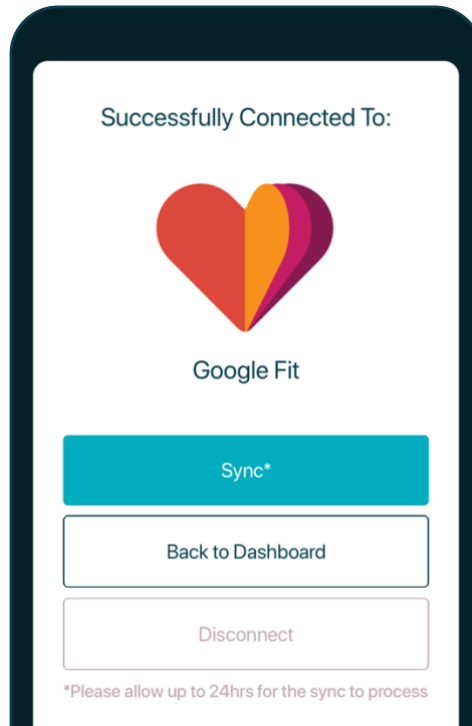 Successfully Connected To:
Google Fit
Sync*
Back to Dashboard
Disconnect
*Please allow up to 24hrs for the sync to process